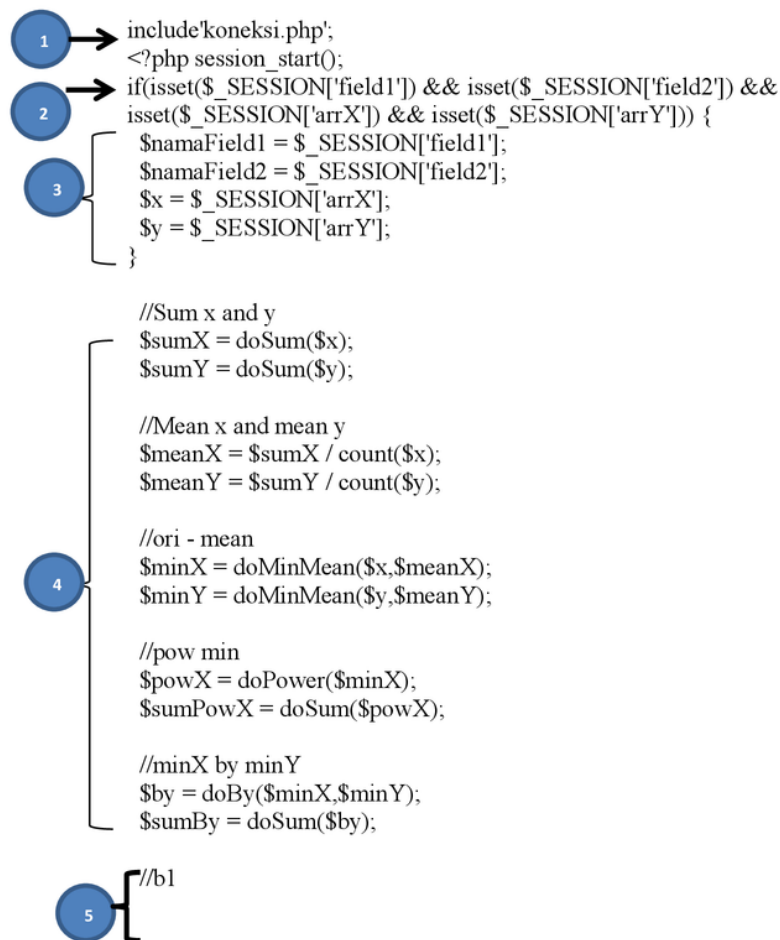 1 include'koneksi.php';
<?php session_start();
if(isset($_SESSION['field1']) && isset($_SESSION['field2']) &&
2 isset($_SESSION['arrX']) && isset($_SESSION['arrY'])) {
$namaField1 = $_SESSION['field1'];
$namaField2 = $_SESSION['field2'];
3
$x = $_SESSION['arrX'];
$y = $_SESSION['arrY'];
}
//Sum x and y
$sumX = doSum($x);
$sumY = doSum($y);
//Mean x and mean y
$meanX = $sumX / count($x);
$meanY = $sumY / count($y);
//ori - mean
$minX = doMinMean($x,$meanX);
4
$minY = doMinMean($y,$meanY);
//pow min
$powX = doPower($minX);
$sumPowX = doSum($powX);
//minX by minY
$by = doBy($minX,$minY);
$sumBy = doSum($by);
//b1
5